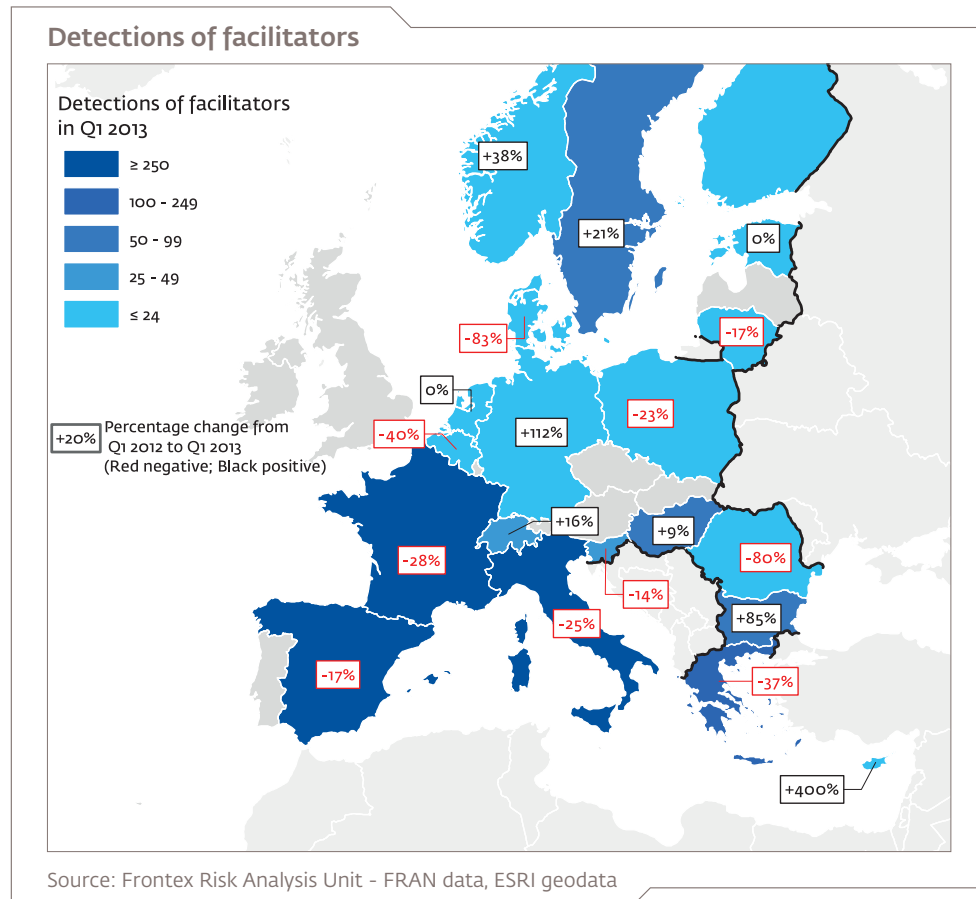 Detections of facilitators
Detections of facilitators
in Q1 2013
≥ 250
100 - 249
50 - 99
25 - 49
≤ 24
+38%
+21%
0%
-17%
-83%
0%
-40%
+112%
-23%
+20%
Percentage change from
Q1 2012 to Q1 2013
(Red negative; Black positive)
+16%
+9%
-80%
-28%
-14%
-25%
+85%
-17%
-37%
+400%
Source: Frontex Risk Analysis Unit - FRAN data, ESRI geodata